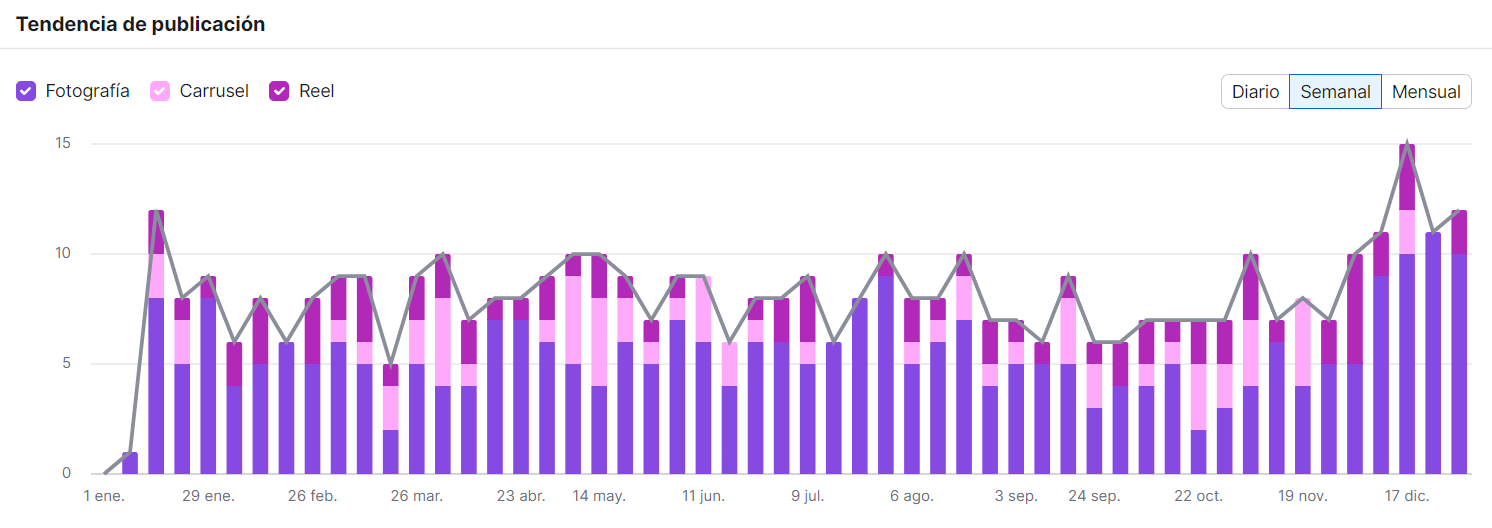 Tendencia de publicación
Fotografía Carrusel Reel
Diario Semanal Mensual
15
10
5
0
1 ene. 29 ene. 26 feb. 26 mar. 23 abr. 14 may. 11 jun. 9 jul. 6 ago. 3 sep. 24 sep. 22 oct. 19 nov. 17 dic.